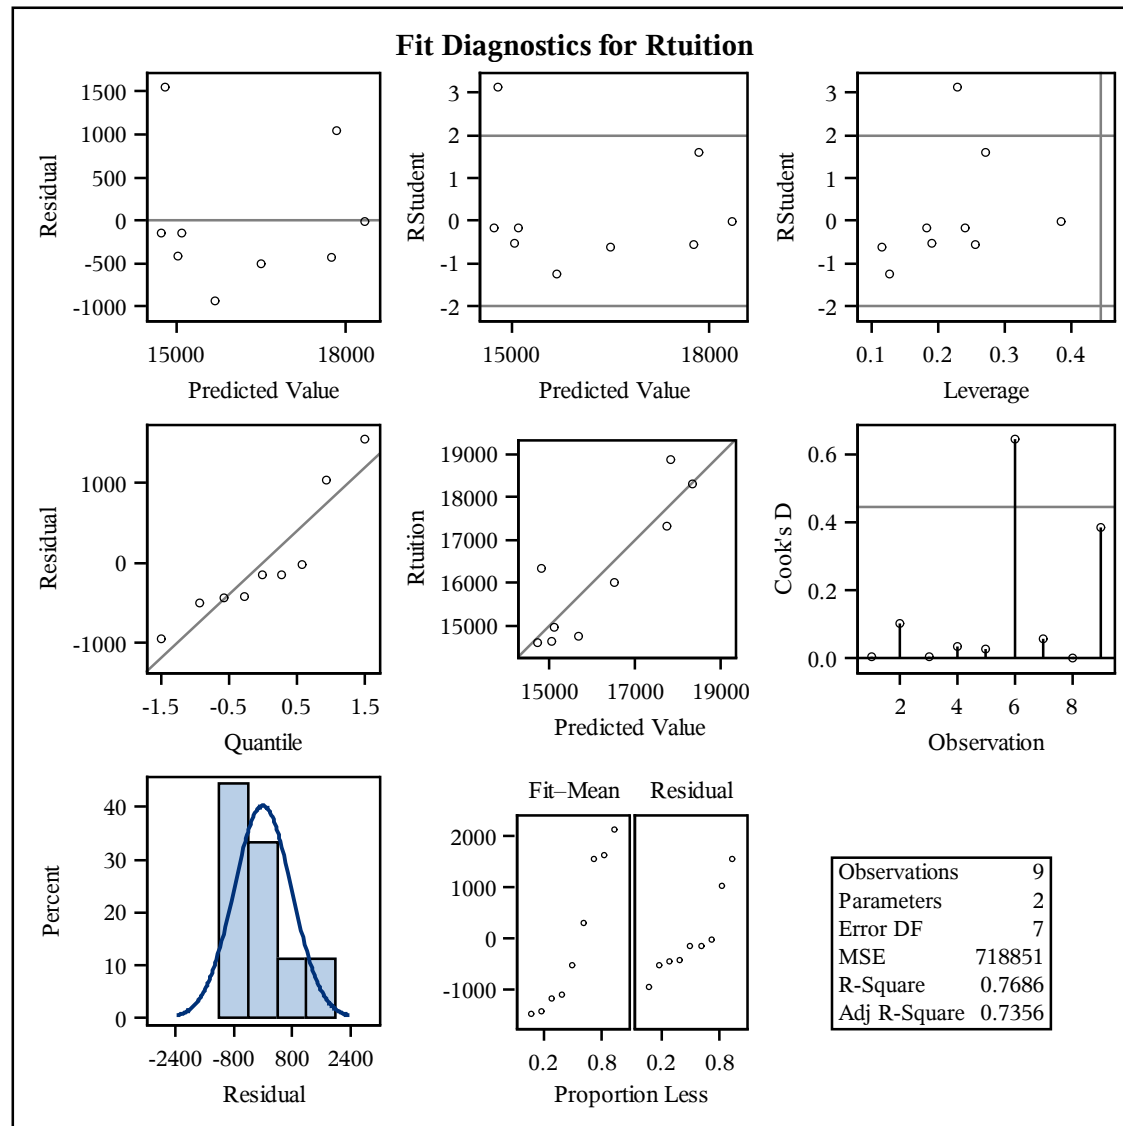 Fit Diagnostics for Rtuition
1500
1000
500
0
-500
-1000
Residual
15000 18000
Predicted Value
3
2
1
0
-1
-2
RStudent
15000 18000
Predicted Value
3
2
1
0
-1
-2
RStudent
0.1 0.2 0.3 0.4
Leverage
1000
0
-1000
Residual
-1.5 -0.5 0.5 1.5
Quantile
19000
18000
17000
16000
15000
Rtuition
15000 17000 19000
Predicted Value
0.6
0.4
0.2
0.0
Cook's D
2 4 6 8
Observation
40
30
20
10
0
Percent
-2400 -800 800 2400
Residual
Fit–Mean Residual
2000
1000
0
-1000
0.2 0.8 0.2 0.8
Proportion Less
Observations 9
Parameters 2
Error DF 7
MSE 718851
R-Square 0.7686
Adj R-Square 0.7356